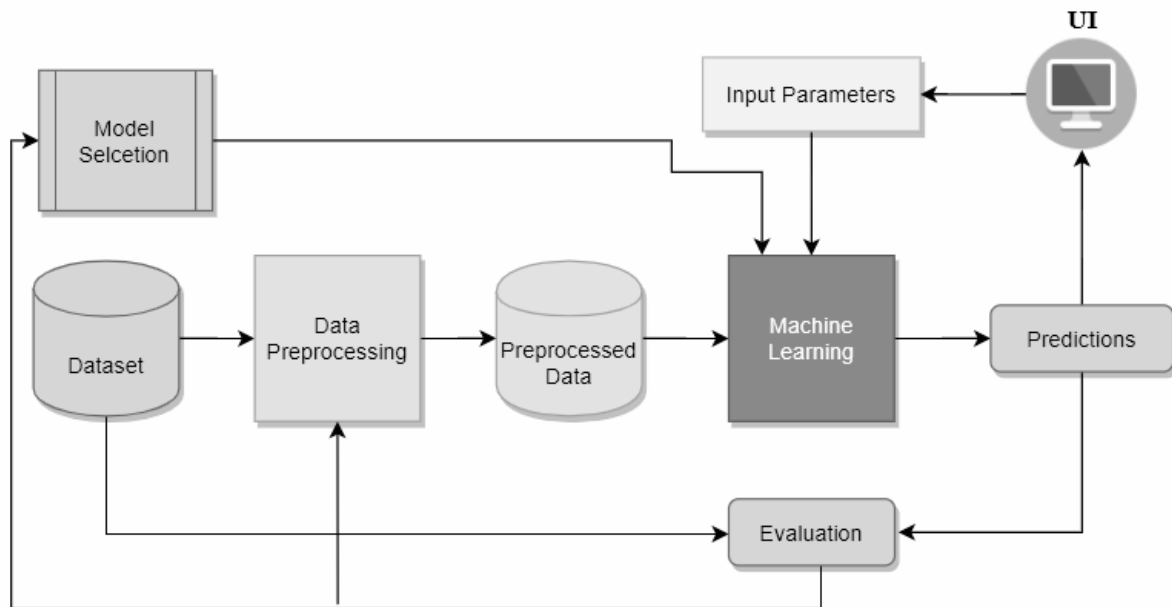 UI
Input Parameters
Model
Selcetion
Dataset
Data
Preprocessing
Preprocessed
Data
Machine
Learning
Predictions
Evaluation